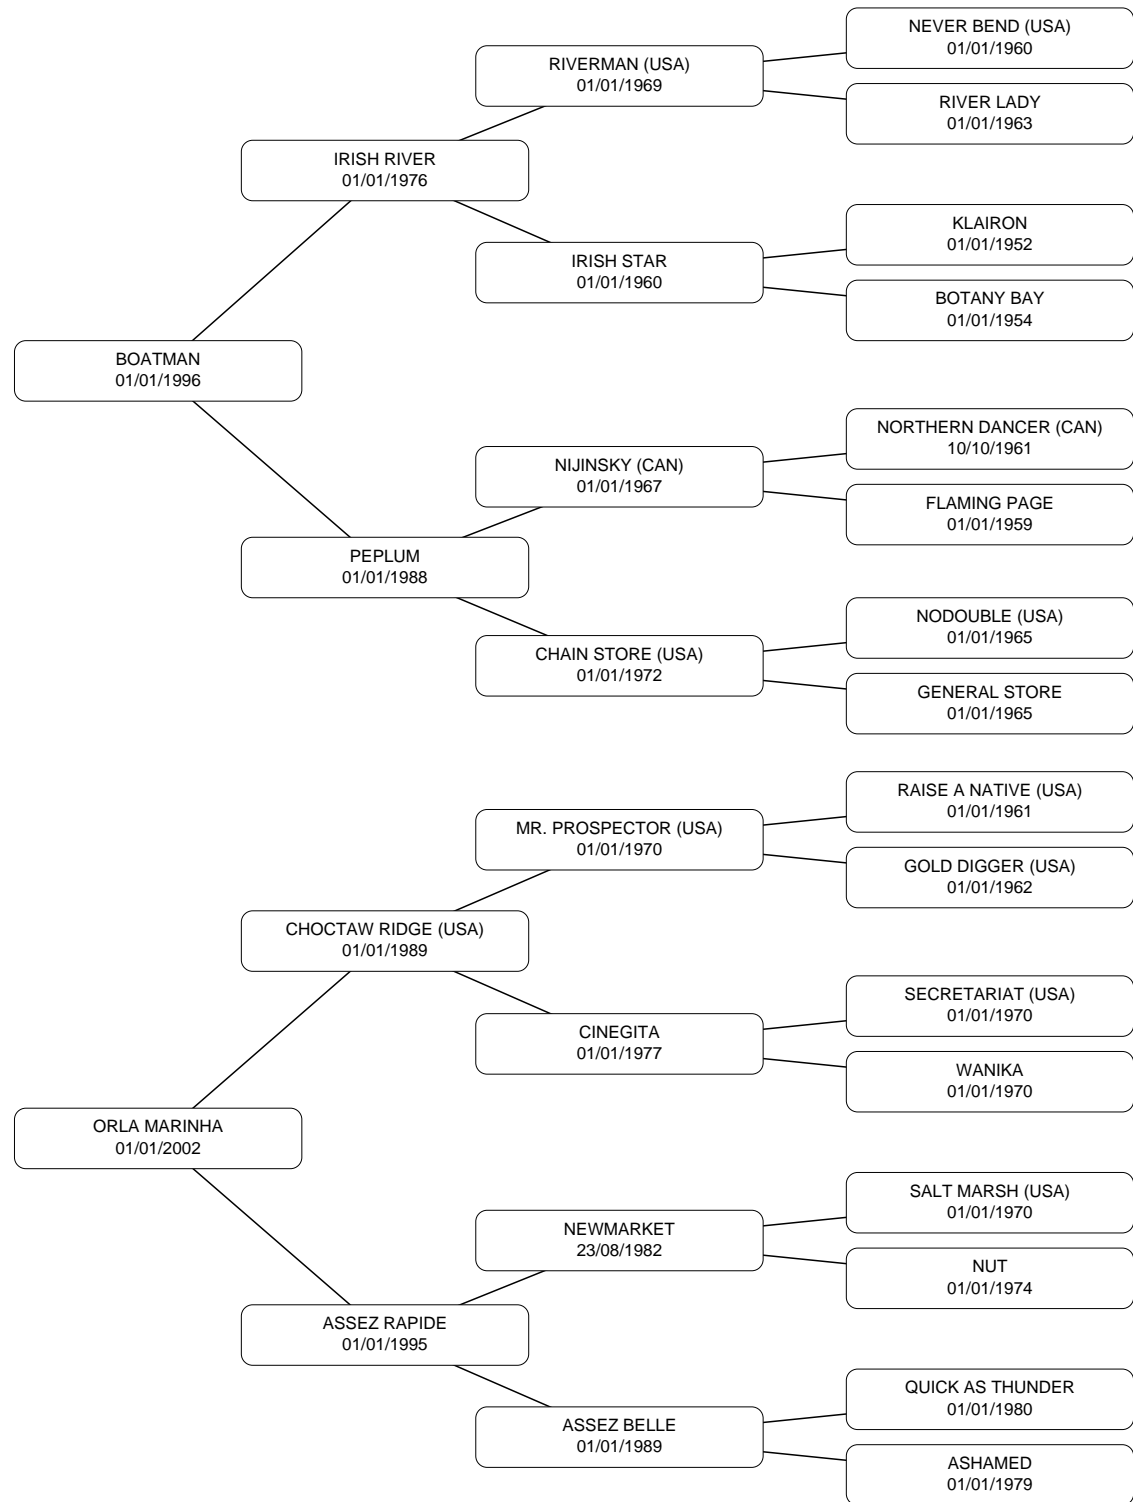 NEVER BEND (USA)
01/01/1960
RIVERMAN (USA)
01/01/1969
RIVER LADY
01/01/1963
IRISH RIVER
01/01/1976
KLAIRON
01/01/1952
IRISH STAR
01/01/1960
BOTANY BAY
01/01/1954
BOATMAN
01/01/1996
NORTHERN DANCER (CAN)
10/10/1961
NIJINSKY (CAN)
01/01/1967
FLAMING PAGE
01/01/1959
PEPLUM
01/01/1988
NODOUBLE (USA)
01/01/1965
CHAIN STORE (USA)
01/01/1972
GENERAL STORE
01/01/1965
RAISE A NATIVE (USA)
01/01/1961
MR. PROSPECTOR (USA)
01/01/1970
GOLD DIGGER (USA)
01/01/1962
CHOCTAW RIDGE (USA)
01/01/1989
SECRETARIAT (USA)
01/01/1970
CINEGITA
01/01/1977
WANIKA
01/01/1970
ORLA MARINHA
01/01/2002
SALT MARSH (USA)
01/01/1970
NEWMARKET
23/08/1982
NUT
01/01/1974
ASSEZ RAPIDE
01/01/1995
QUICK AS THUNDER
01/01/1980
ASSEZ BELLE
01/01/1989
ASHAMED
01/01/1979